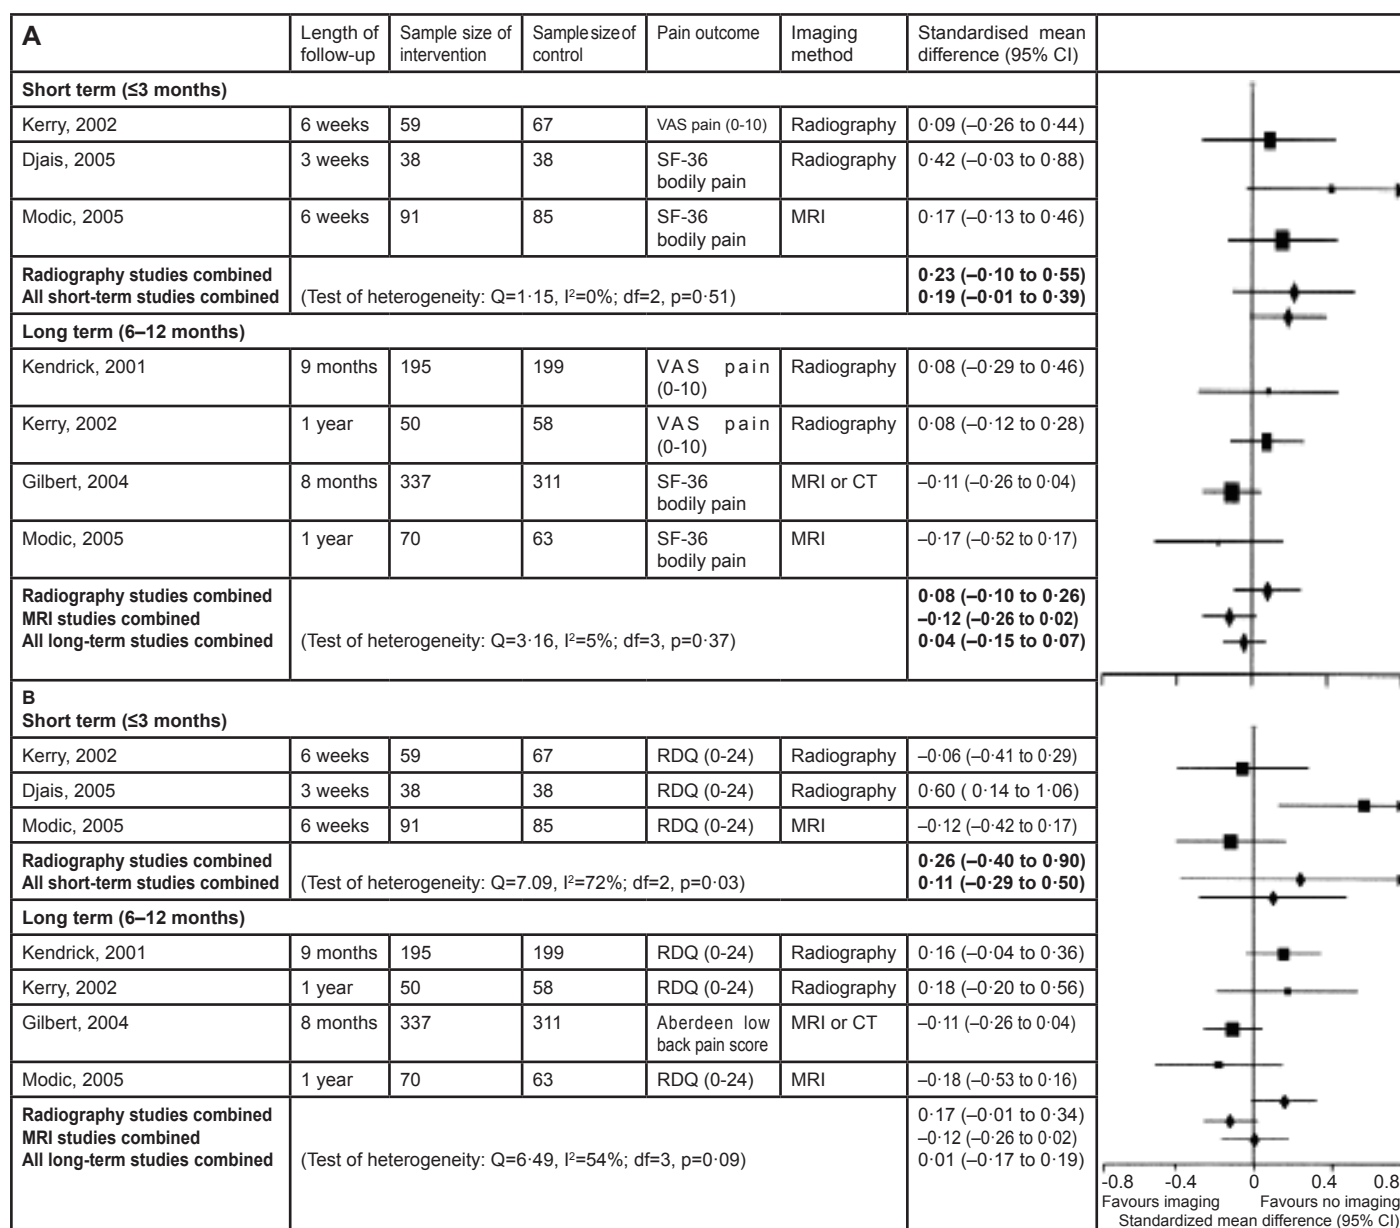 A Length of Sample size of Sample size of Pain outcome Imaging Standardised mean
follow-up intervention control method difference (95% CI)
Short term (≤3 months)
Kerry, 2002 6 weeks 59 67 VAS pain (0-10) Radiography 0·09 (–0·26 to 0·44)
Djais, 2005 3 weeks 38 38 SF-36 Radiography 0·42 (–0·03 to 0·88)
bodily pain
Modic, 2005 6 weeks 91 85 SF-36 MRI 0·17 (–0·13 to 0·46)
bodily pain
Radiography studies combined 0·23 (–0·10 to 0·55)
All short-term studies combined (Test of heterogeneity: Q=1·15, I²=0%; df=2, p=0·51) 0·19 (–0·01 to 0·39)
Long term (6–12 months)
Kendrick, 2001 9 months 195 199 VAS pain Radiography 0·08 (–0·29 to 0·46)
(0-10)
Kerry, 2002 1 year 50 58 VAS pain Radiography 0·08 (–0·12 to 0·28)
(0-10)
Gilbert, 2004 8 months 337 311 SF-36 MRI or CT –0·11 (–0·26 to 0·04)
bodily pain
Modic, 2005 1 year 70 63 SF-36 MRI –0·17 (–0·52 to 0·17)
bodily pain
Radiography studies combined 0·08 (–0·10 to 0·26)
MRI studies combined –0·12 (–0·26 to 0·02)
All long-term studies combined (Test of heterogeneity: Q=3·16, I²=5%; df=3, p=0·37) 0·04 (–0·15 to 0·07)
B
Short term (≤3 months)
Kerry, 2002 6 weeks 59 67 RDQ (0-24) Radiography –0·06 (–0·41 to 0·29)
Djais, 2005 3 weeks 38 38 RDQ (0-24) Radiography 0·60 ( 0·14 to 1·06)
Modic, 2005 6 weeks 91 85 RDQ (0-24) MRI –0·12 (–0·42 to 0·17)
Radiography studies combined 0·26 (–0·40 to 0·90)
All short-term studies combined (Test of heterogeneity: Q=7.09, I²=72%; df=2, p=0·03) 0·11 (–0·29 to 0·50)
Long term (6–12 months)
Kendrick, 2001 9 months 195 199 RDQ (0-24) Radiography 0·16 (–0·04 to 0·36)
Kerry, 2002 1 year 50 58 RDQ (0-24) Radiography 0·18 (–0·20 to 0·56)
Gilbert, 2004 8 months 337 311 Aberdeen low MRI or CT –0·11 (–0·26 to 0·04)
back pain score
Modic, 2005 1 year 70 63 RDQ (0-24) MRI –0·18 (–0·53 to 0·16)
Radiography studies combined 0·17 (–0·01 to 0·34)
MRI studies combined –0·12 (–0·26 to 0·02)
All long-term studies combined (Test of heterogeneity: Q=6·49, I²=54%; df=3, p=0·09) 0·01 (–0·17 to 0·19)
-0.8 -0.4 0 0.4 0.8
Favours imaging Favours no imaging
Standardized mean difference (95% CI)